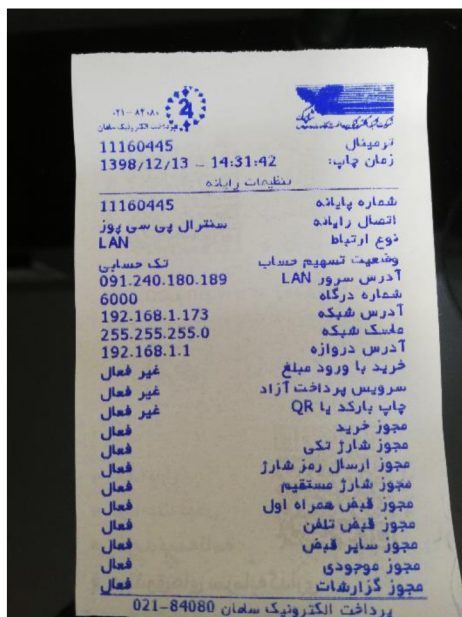 ۰۲۱-۸۴۰۸۰
پرداخت الکترونیک سامان
ترمینال 11160445
زمان چاپ: 1398/12/13 - 14:31:42
تنظیمات رایانه
شماره پایانه 11160445
اتصال رایانه سنترال پی سی پوز
نوع ارتباط LAN
وضعیت تسهیم حساب تک حسابی
آدرس سرور LAN 091.240.180.189
شماره درگاه 6000
آدرس شبکه 192.168.1.173
ماسک شبکه 255.255.255.0
آدرس دروازه 192.168.1.1
خرید با ورود مبلغ غیر فعال
سرویس پرداخت آزاد غیر فعال
چاپ بارکد یا QR غیر فعال
مجوز خرید فعال
مجوز شارژ تکی فعال
مجوز ارسال رمز شارژ فعال
مجوز شارژ مستقیم فعال
مجوز قبض همراه اول فعال
مجوز قبض تلفن فعال
مجوز سایر قبض فعال
مجوز موجودی فعال
مجوز گزارشات فعال
پرداخت الکترونیک سامان 84080-021